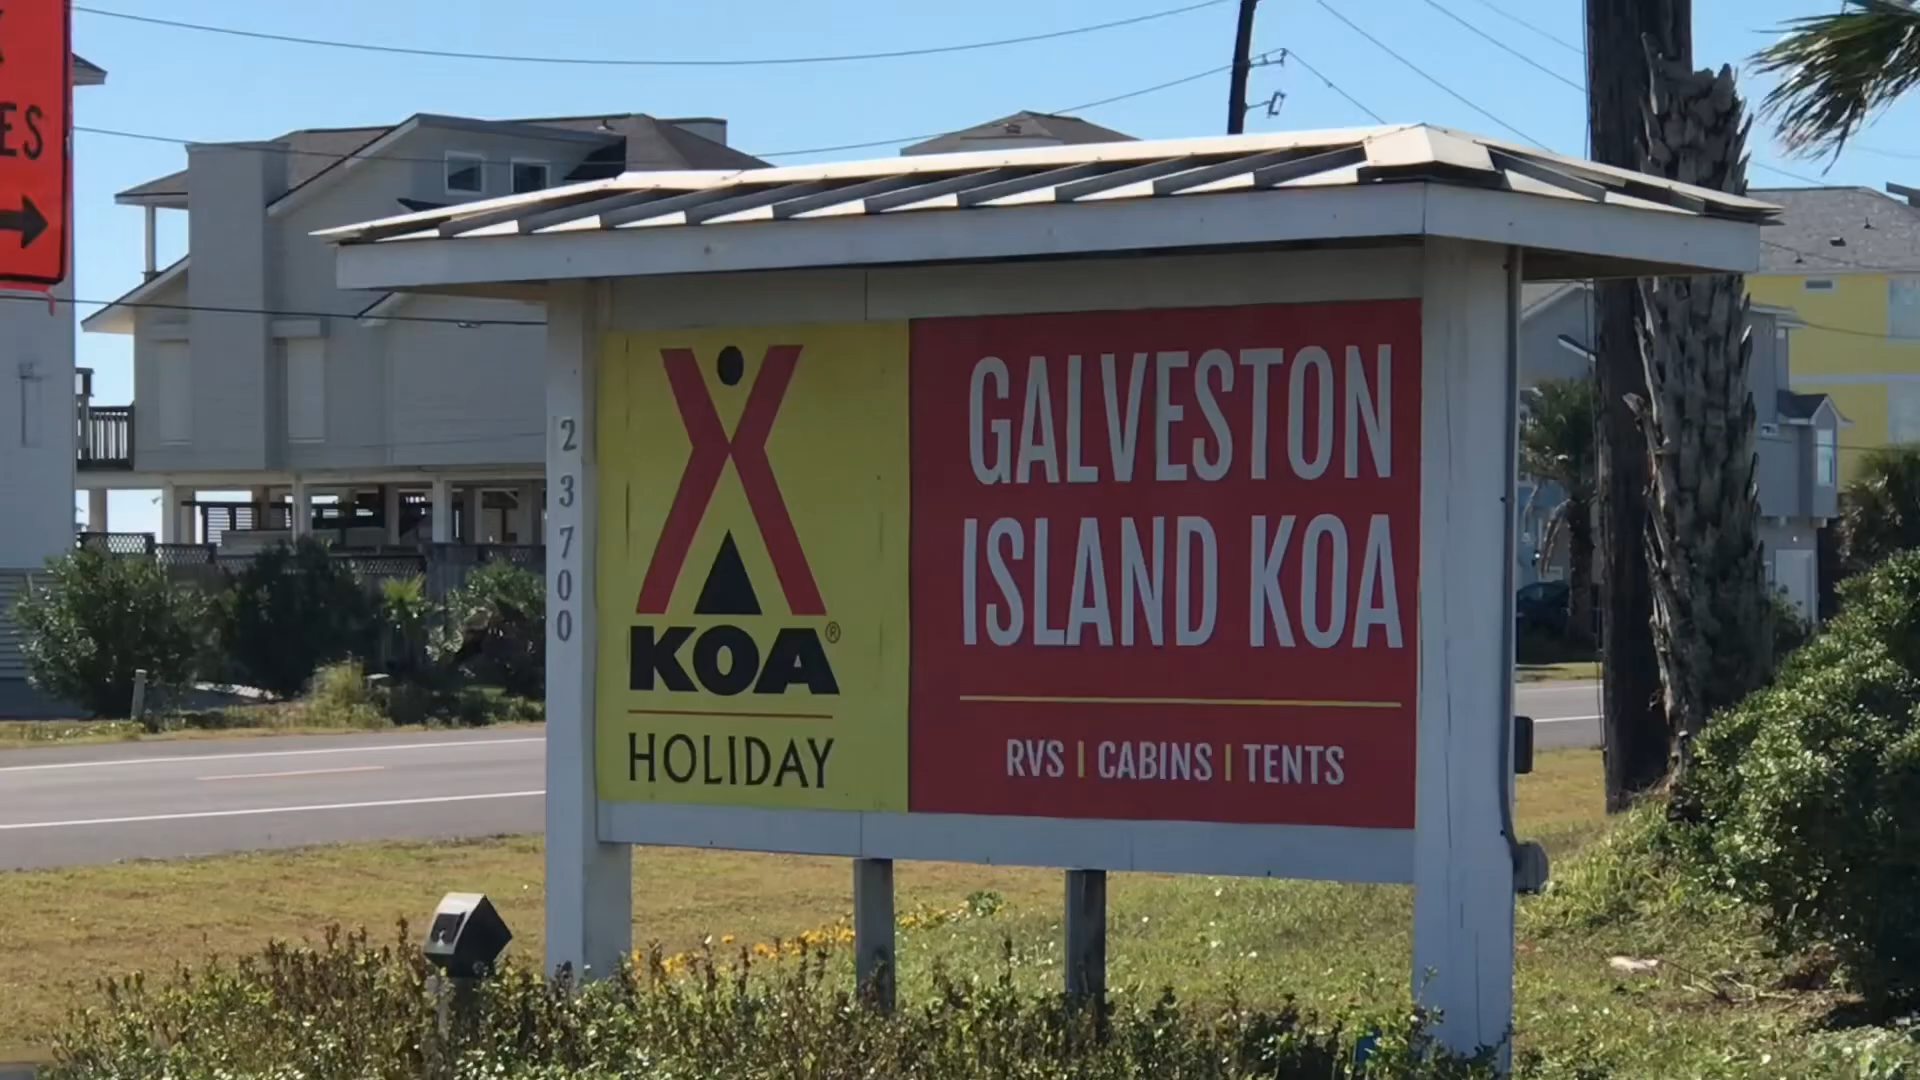 ES
23700
KOA®
HOLIDAY
GALVESTON
ISLAND KOA
RVS | CABINS | TENTS